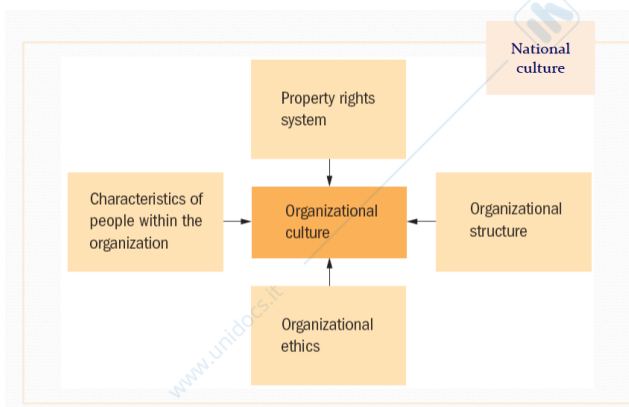 National
culture
Property rights
system
Characteristics of
people within the
organization
Organizational
culture
Organizational
structure
Organizational
ethics
www.unidocs.it